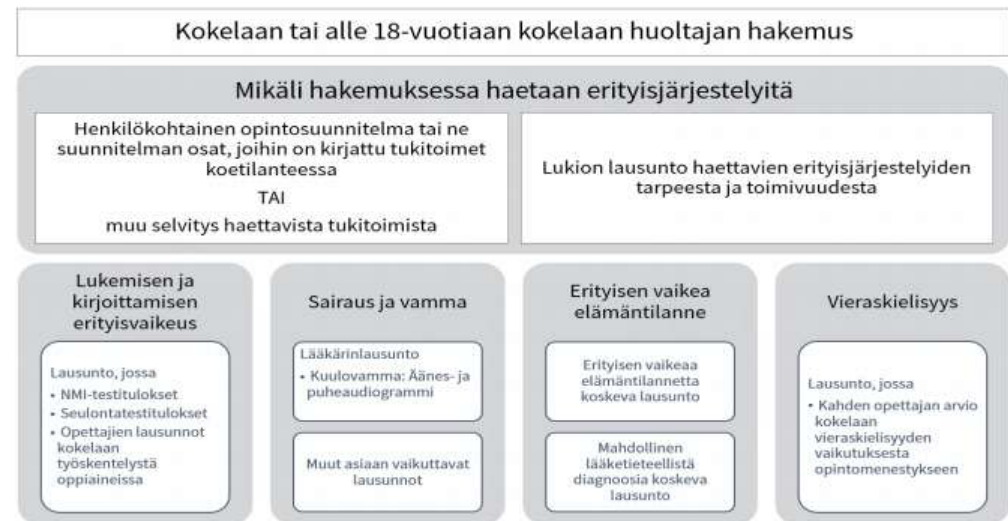 Kokelaan tai alle 18-vuotiaan kokelaan huoltajan hakemus
Mikäli hakemuksessa haetaan erityisjärjestelyitä
Henkilökohtainen opintosuunnitelma tai ne
suunnitelman osat, joihin on kirjattu tukitoimet
koetilanteessa
TAI
muu selvitys haettavista tukitoimista
Lukion lausunto haettavien erityisjärjestelyiden
tarpeesta ja toimivuudesta
Lukemisen ja
kirjoittamisen
erityisvaikeus
Lausunto, jossa
• NMI-testitulokset
• Seulontatestitulokset
• Opettajien lausunnot
kokelaan
työskentelystä
oppiaineissa
Sairaus ja vamma
Lääkärinlausunto
• Kuulovamma: Äänes- ja
puheaudiogrammi
Muut asiaan vaikuttavat
lausunnot
Erityisen vaikea
elämäntilanne
Erityisen vaikeaa
elämäntilannetta
koskeva lausunto
Mahdollinen
lääketieteellistä
diagnoosia koskeva
lausunto
Vieraskielisyys
Lausunto, jossa
• Kahden opettajan arvio
kokelaan
vieraskielisyyden
vaikutuksesta
opintomenestykseen